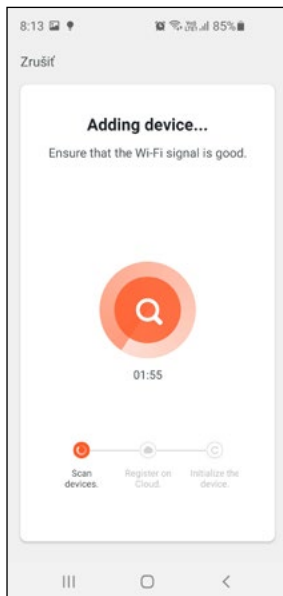 8:13 85%
Zrušiť
Adding device...
Ensure that the Wi-Fi signal is good.
01:55
Scan devices.
Register on Cloud.
Initialize the device.